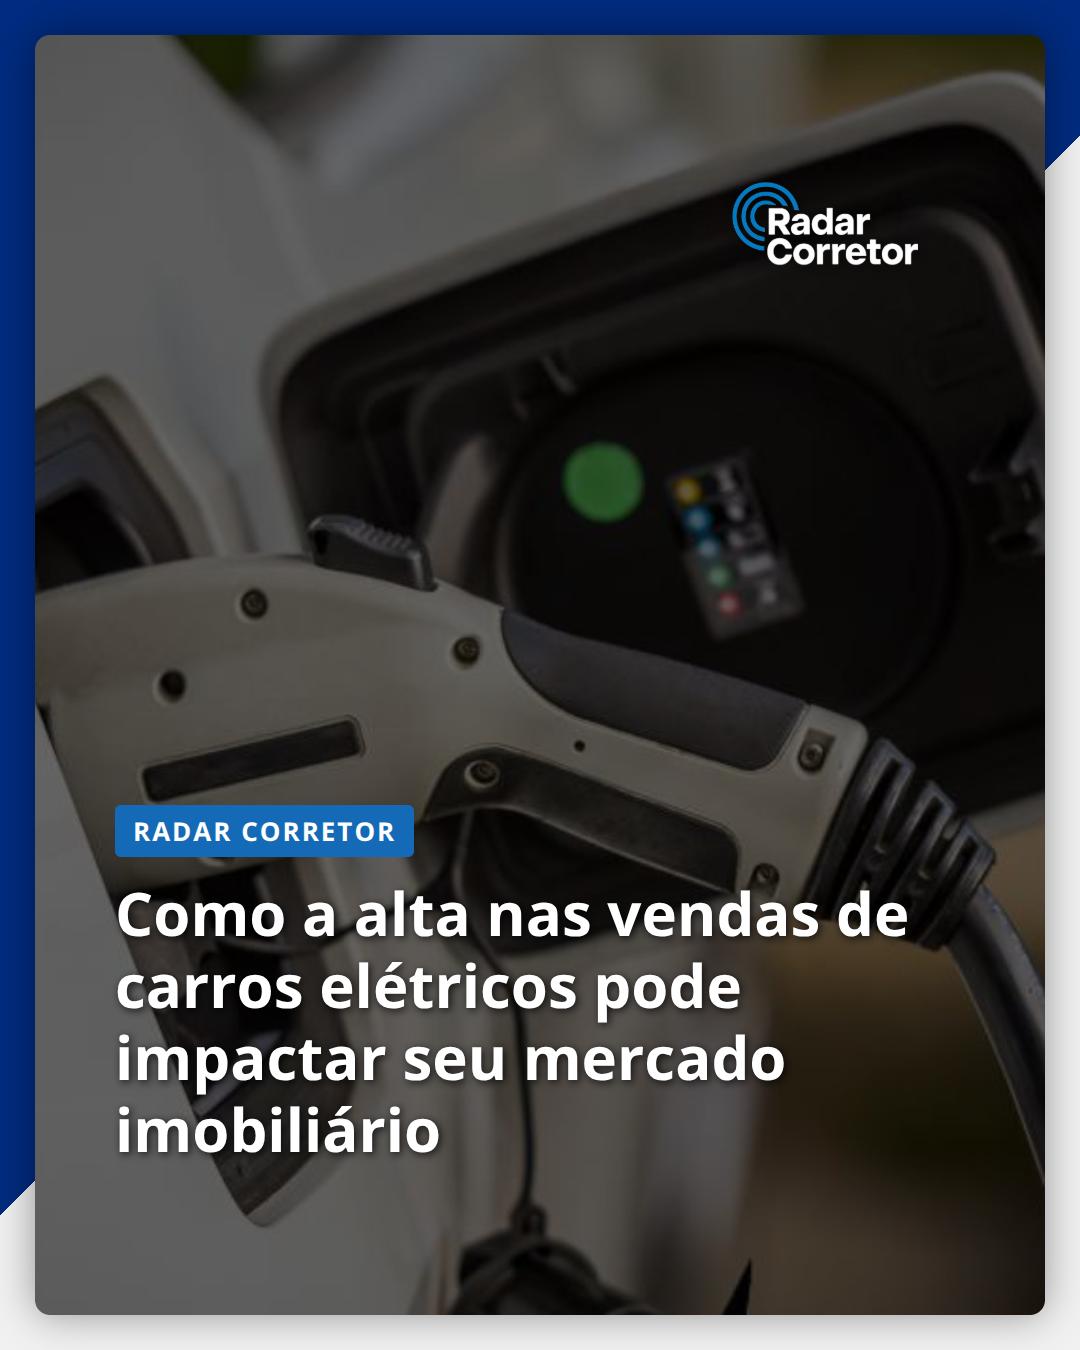 Radar
Corretor
RADAR CORRETOR
Como a alta nas vendas de
carros elétricos pode
impactar seu mercado
imobiliário